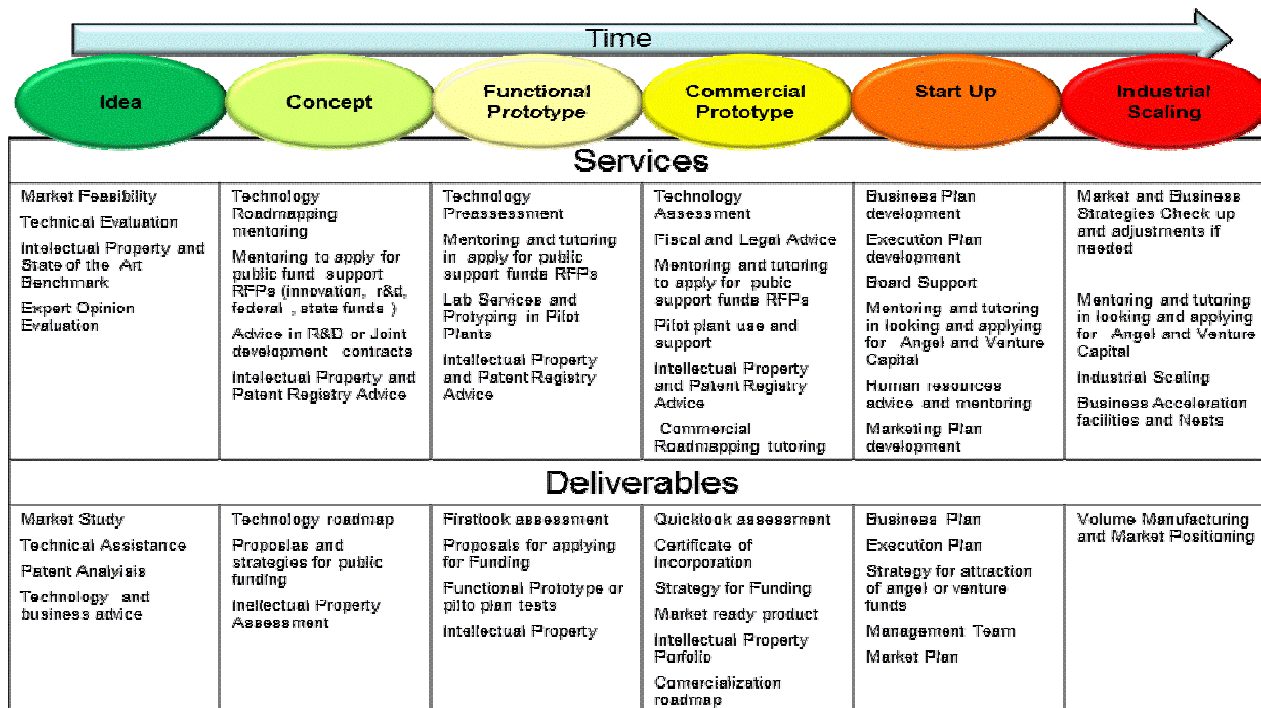 Time
Idea
Concept
Functional
Prototype
Commercial
Prototype
Start Up
Industrial
Scaling
Services
Market Feasibility
Technical Evaluation
Intelectual Property and
State of the Art
Benchmark
Expert Opinion
Evaluation
Technology
Roadmapping
mentoring
Mentoring to apply for
public fund support
RFPs (innovation, r&d,
federal , state funds )
Advice in R&D or Joint
development contracts
Intelectual Property and
Patent Registry Advice
Technology
Preassessment
Mentoring and tutoring
in apply for public
support funds RFPs
Lab Services and
Protyping in Pilot
Plants
Intellectual Property
and Patent Registry
Advice
Technology
Assessment
Fiscal and Legal Advice
Mentoring and tutoring
to apply for pubic
support funds RFPs
Pilot plant use and
support
Intellectual Property
and Patent Registry
Advice
Commercial
Roadmapping tutoring
Business Plan
development
Execution Plan
development
Board Support
Mentoring and tutoring
in looking and applying
for Angel and Venture
Capital
Human resources
advice and mentoring
Marketing Plan
development
Market and Business
Strategies Check up
and adjustments if
needed
Mentoring and tutoring
in looking and applying
for Angel and Venture
Capital
Industrial Scaling
Business Acceleration
facilities and Nests
Deliverables
Market Study
Technical Assistance
Patent Analyisis
Technology and
business advice
Technology roadmap
Proposlas and
strategies for public
funding
Inellectual Property
Assessment
Firstlook assessment
Proposals for applying
for Funding
Functional Prototype or
pilto plan tests
Intellectual Property
Quicklook assessment
Certificate of
incorporation
Strategy for Funding
Market ready product
Intellectual Property
Porfolio
Comercialization
roadmap
Business Plan
Execution Plan
Strategy for attraction
of angel or venture
funds
Management Team
Market Plan
Volume Manufacturing
and Market Positioning